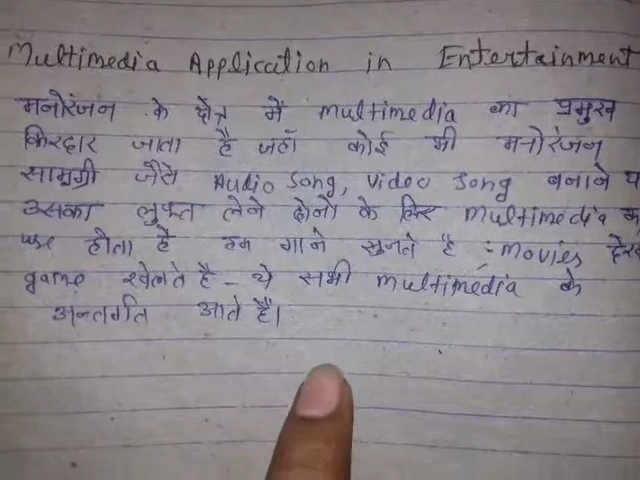 Multimedia Application in Entertainment
मनोरंजन के क्षेत्र में multimedia का प्रमुख
किरदार जाता है जहाँ कोई भी मनोरंजन
सामग्री जैसे Audio Song, Video Song बनाने
उसका लुफ्त लेने दोनों के लिए multimedia
use होता है हम गाने सुनते है movies
game खेलते है - ये सभी multimedia के
अन्तर्गत आते हैं।